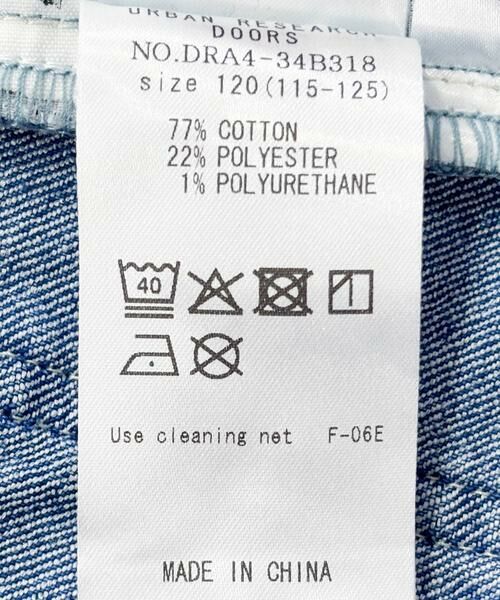 URBAN RESEARCH
DOORS
NO.DRA4-34B318
size 120(115-125)
77% COTTON
22% POLYESTER
1% POLYURETHANE
40
Use cleaning net F-06E
MADE IN CHINA